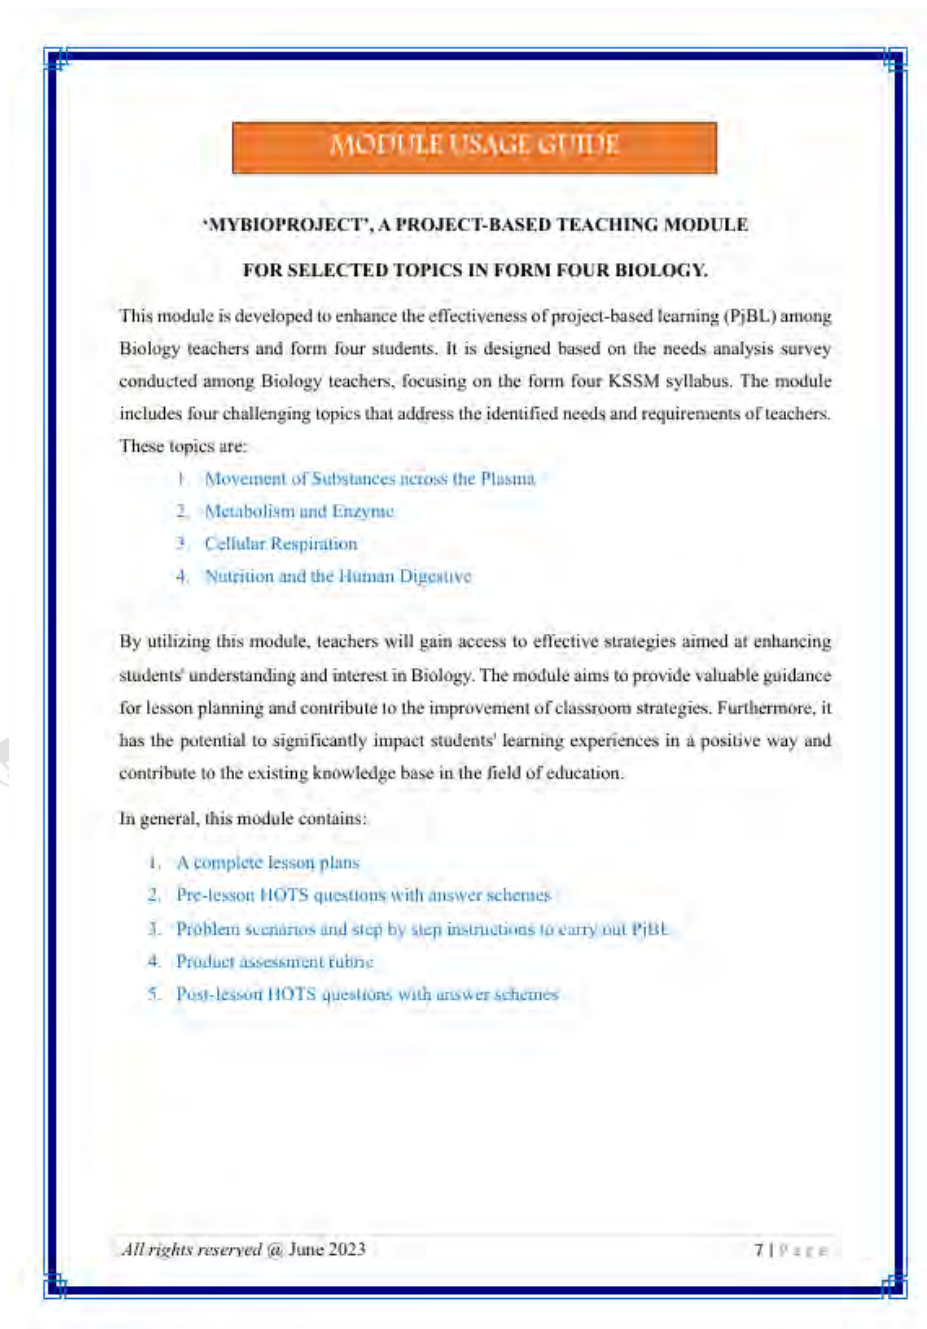 MODULE USAGE GUIDE
‘MYBIOPROJECT’, A PROJECT-BASED TEACHING MODULE
FOR SELECTED TOPICS IN FORM FOUR BIOLOGY.
This module is developed to enhance the effectiveness of project-based learning (PjBL) among
Biology teachers and form four students. It is designed based on the needs analysis survey
conducted among Biology teachers, focusing on the form four KSSM syllabus. The module
includes four challenging topics that address the identified needs and requirements of teachers.
These topics are:
1. Movement of Substances across the Plasma
2. Metabolism and Enzyme
3. Cellular Respiration
4. Nutrition and the Human Digestive
By utilizing this module, teachers will gain access to effective strategies aimed at enhancing
students' understanding and interest in Biology. The module aims to provide valuable guidance
for lesson planning and contribute to the improvement of classroom strategies. Furthermore, it
has the potential to significantly impact students' learning experiences in a positive way and
contribute to the existing knowledge base in the field of education.
In general, this module contains:
1. A complete lesson plans
2. Pre-lesson HOTS questions with answer schemes
3. Problem scenarios and step by step instructions to carry out PjBL
4. Product assessment rubric
5. Post-lesson HOTS questions with answer schemes
All rights reserved @ June 2023
7 | Page